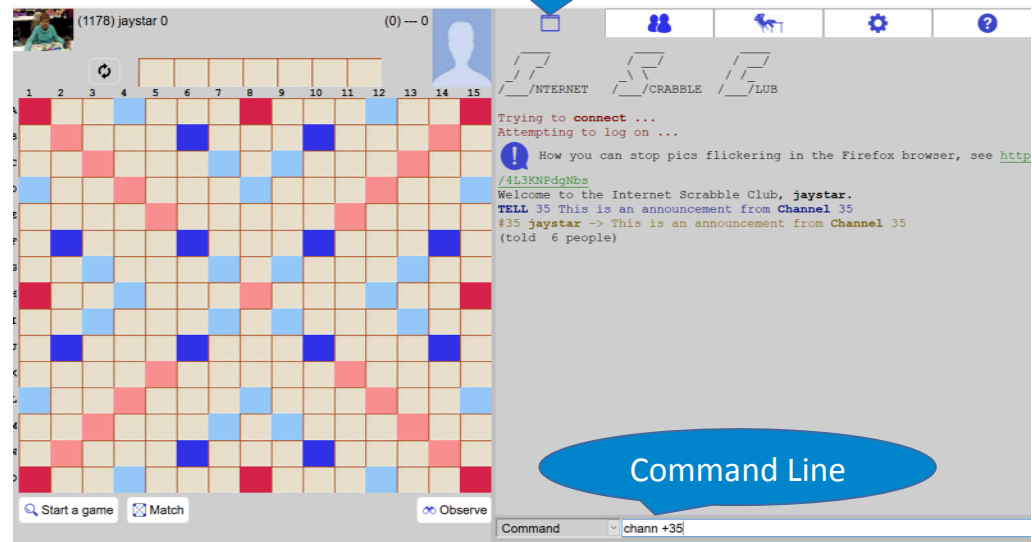 (1178) jaystar 0
(0) --- 0
1 2 3 4 5 6 7 8 9 10 11 12 13 14 15
/___/NTERNET /___/CRABBLE /___/LUB
Trying to connect ...
Attempting to log on ...
How you can stop pics flickering in the Firefox browser, see http
/4L3KNPdgNbs
Welcome to the Internet Scrabble Club, jaystar.
TELL 35 This is an announcement from Channel 35
#35 jaystar -> This is an announcement from Channel 35
(told 6 people)
Command Line
Start a game
Match
Observe
Command
chann +35